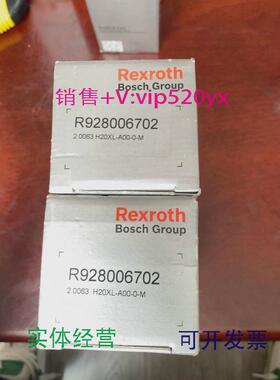 Rexroth
Bosch Group
销售+V:vip520yx
R928006702
2.0063 H20XL-A00-0-M
Rexroth
Bosch Group
R928006702
2.0063 H20XL-A00-0-M
实体经营
可开发票